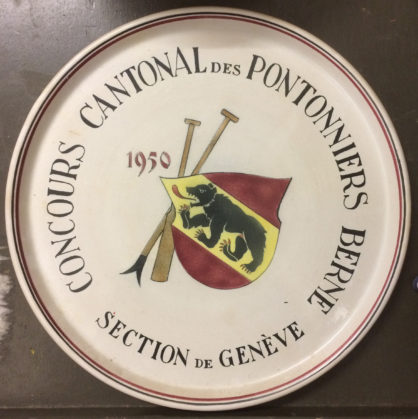 CONCOURS CANTONAL DES PONTONNIERS BERNE
1950
SECTION DE GENÈVE